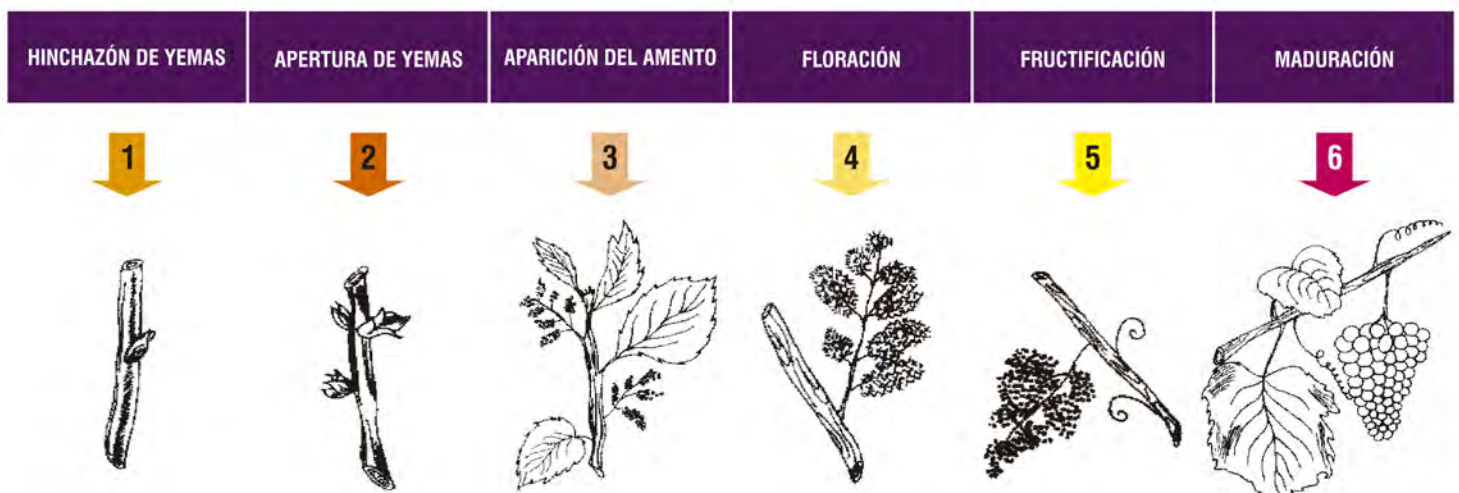 HINCHAZÓN DE YEMAS
APERTURA DE YEMAS
APARICIÓN DEL AMENTO
FLORACIÓN
FRUCTIFICACIÓN
MADURACIÓN
1
2
3
4
5
6